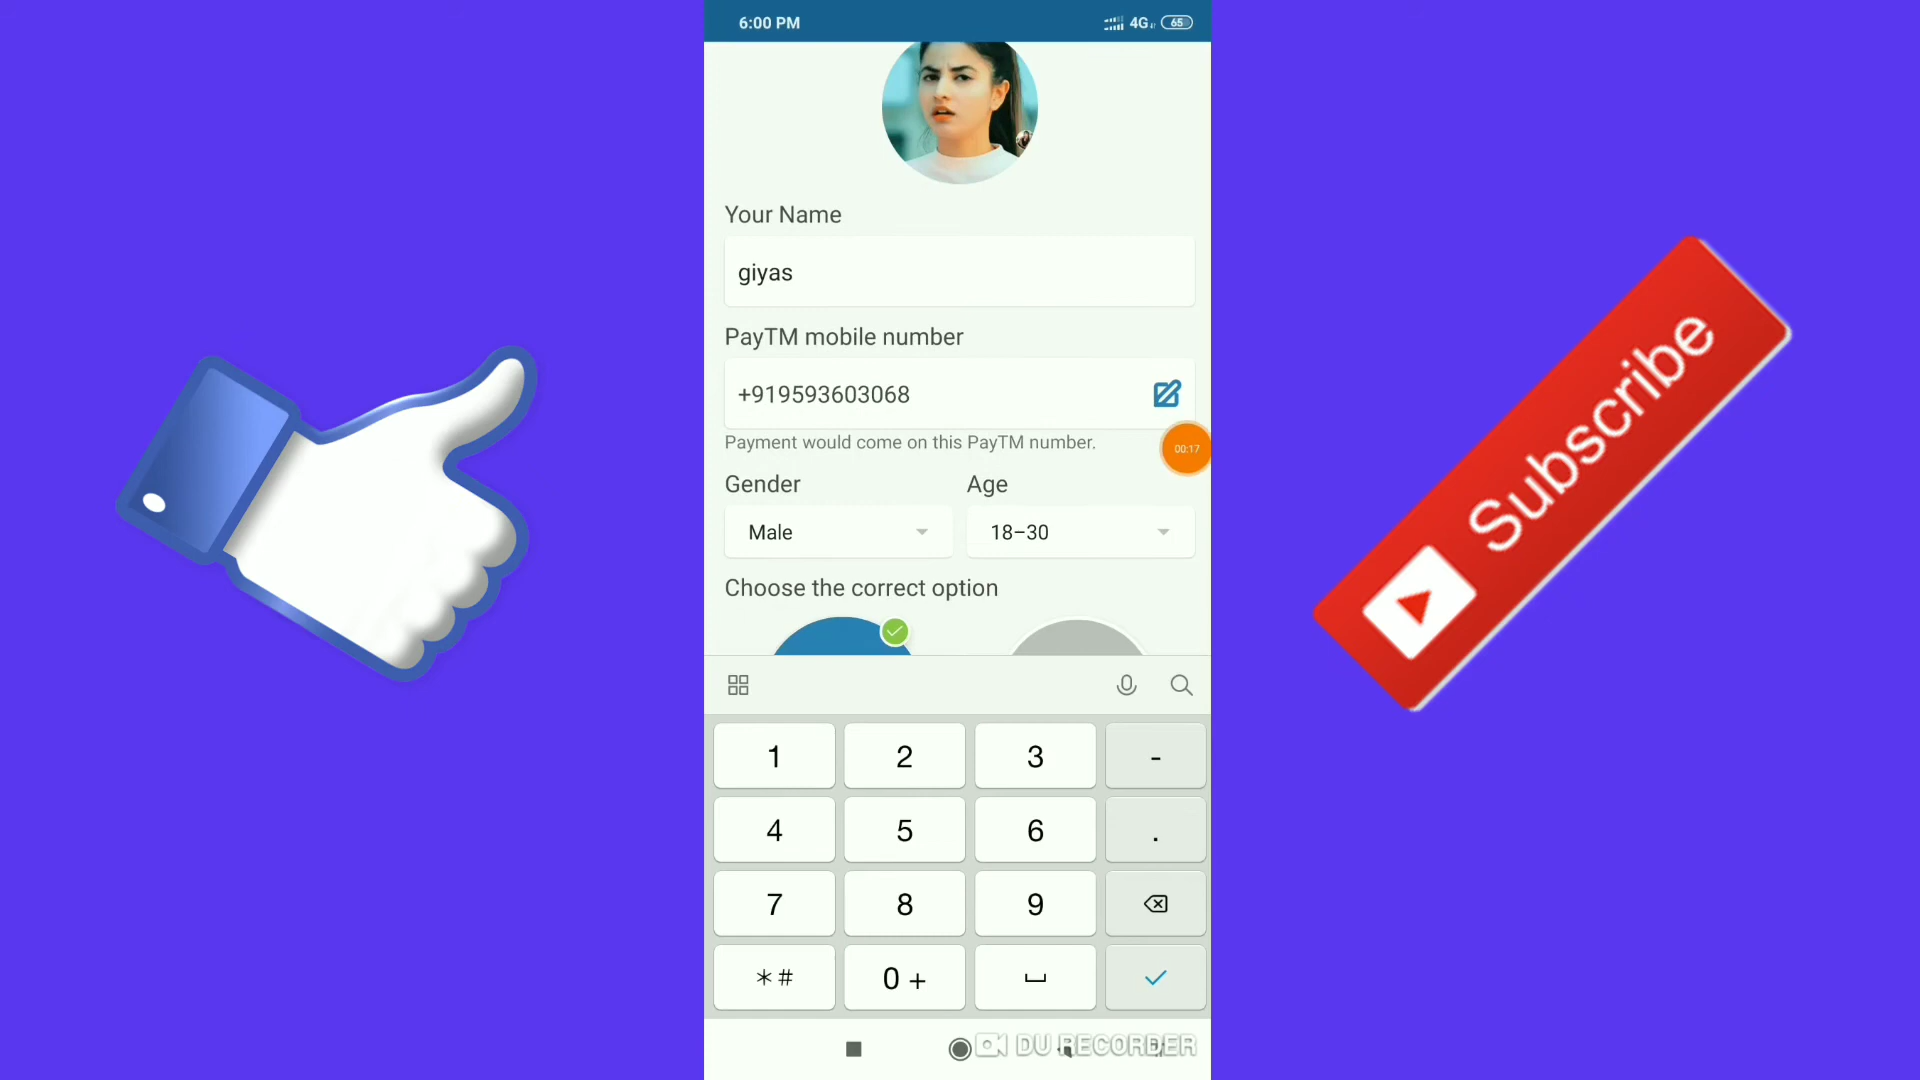 6:00 PM
4G
65
Your Name
giyas
PayTM mobile number
+919593603068
Payment would come on this PayTM number.
00:17
Gender
Age
Male
18-30
Choose the correct option
1 2 3 -
4 5 6 .
7 8 9
*# 0 +
DU RECORDER
Subscribe